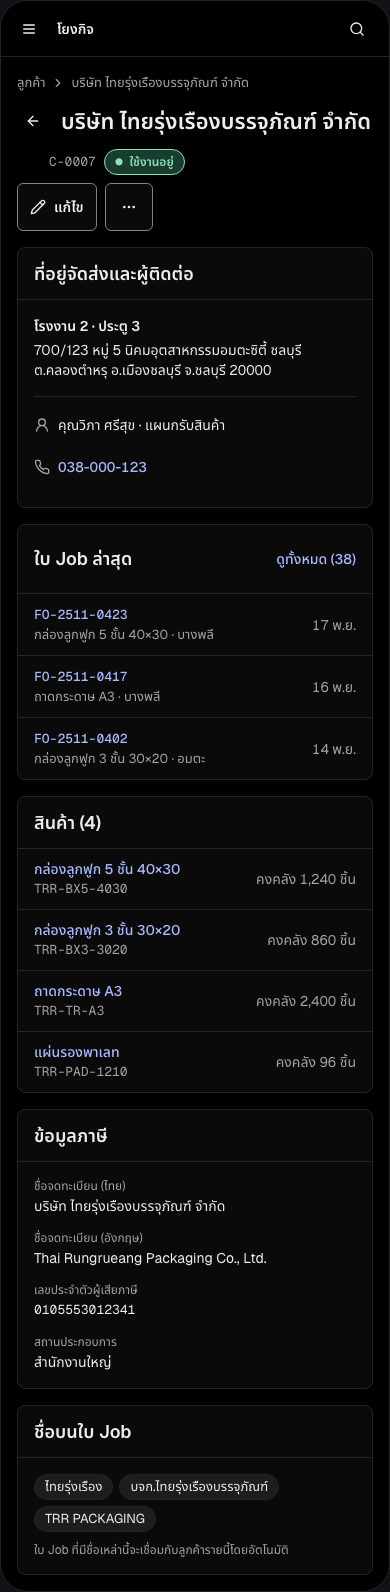 โยงกิจ
ลูกค้า > บริษัท ไทยรุ่งเรืองบรรจุภัณฑ์ จำกัด
บริษัท ไทยรุ่งเรืองบรรจุภัณฑ์ จำกัด
C-0007 ใช้งานอยู่
แก้ไข ...
ที่อยู่จัดส่งและผู้ติดต่อ
โรงงาน 2 · ประตู 3
700/123 หมู่ 5 นิคมอุตสาหกรรมอมตะซิตี้ ชลบุรี
ต.คลองตำหรุ อ.เมืองชลบุรี จ.ชลบุรี 20000
คุณวิภา ศรีสุข · แผนกรับสินค้า
038-000-123
ใบ Job ล่าสุด ดูทั้งหมด (38)
FO-2511-0423
กล่องลูกฟูก 5 ชั้น 40×30 · บางพลี 17 พ.ย.
FO-2511-0417
ถาดกระดาษ A3 · บางพลี 16 พ.ย.
FO-2511-0402
กล่องลูกฟูก 3 ชั้น 30×20 · อมตะ 14 พ.ย.
สินค้า (4)
กล่องลูกฟูก 5 ชั้น 40×30 คงคลัง 1,240 ชิ้น
TRR-BX5-4030
กล่องลูกฟูก 3 ชั้น 30×20 คงคลัง 860 ชิ้น
TRR-BX3-3020
ถาดกระดาษ A3 คงคลัง 2,400 ชิ้น
TRR-TR-A3
แผ่นรองพาเลท คงคลัง 96 ชิ้น
TRR-PAD-1210
ข้อมูลภาษี
ชื่อจดทะเบียน (ไทย)
บริษัท ไทยรุ่งเรืองบรรจุภัณฑ์ จำกัด
ชื่อจดทะเบียน (อังกฤษ)
Thai Rungrueang Packaging Co., Ltd.
เลขประจำตัวผู้เสียภาษี
0105553012341
สถานประกอบการ
สำนักงานใหญ่
ชื่อบนใบ Job
ไทยรุ่งเรือง บจก.ไทยรุ่งเรืองบรรจุภัณฑ์
TRR PACKAGING
ใบ Job ที่มีชื่อเหล่านี้จะเชื่อมกับลูกค้ารายนี้โดยอัตโนมัติ